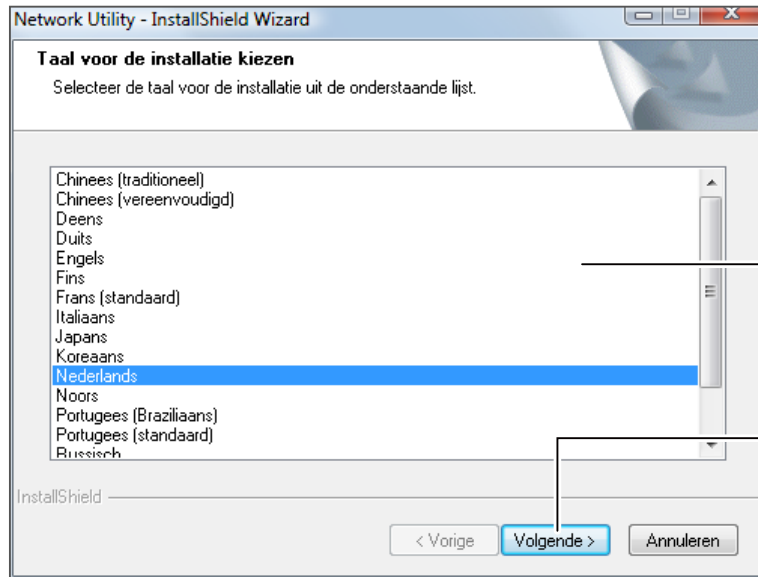 Network Utility - InstallShield Wizard
Taal voor de installatie kiezen
Selecteer de taal voor de installatie uit de onderstaande lijst.
Chinees (traditioneel)
Chinees (vereenvoudigd)
Deens
Duits
Engels
Fins
Frans (standaard)
Italiaans
Japans
Koreaans
Nederlands
Noors
Portugees (Braziliaans)
Portugees (standaard)
Russisch
InstallShield
< Vorige
Volgende >
Annuleren